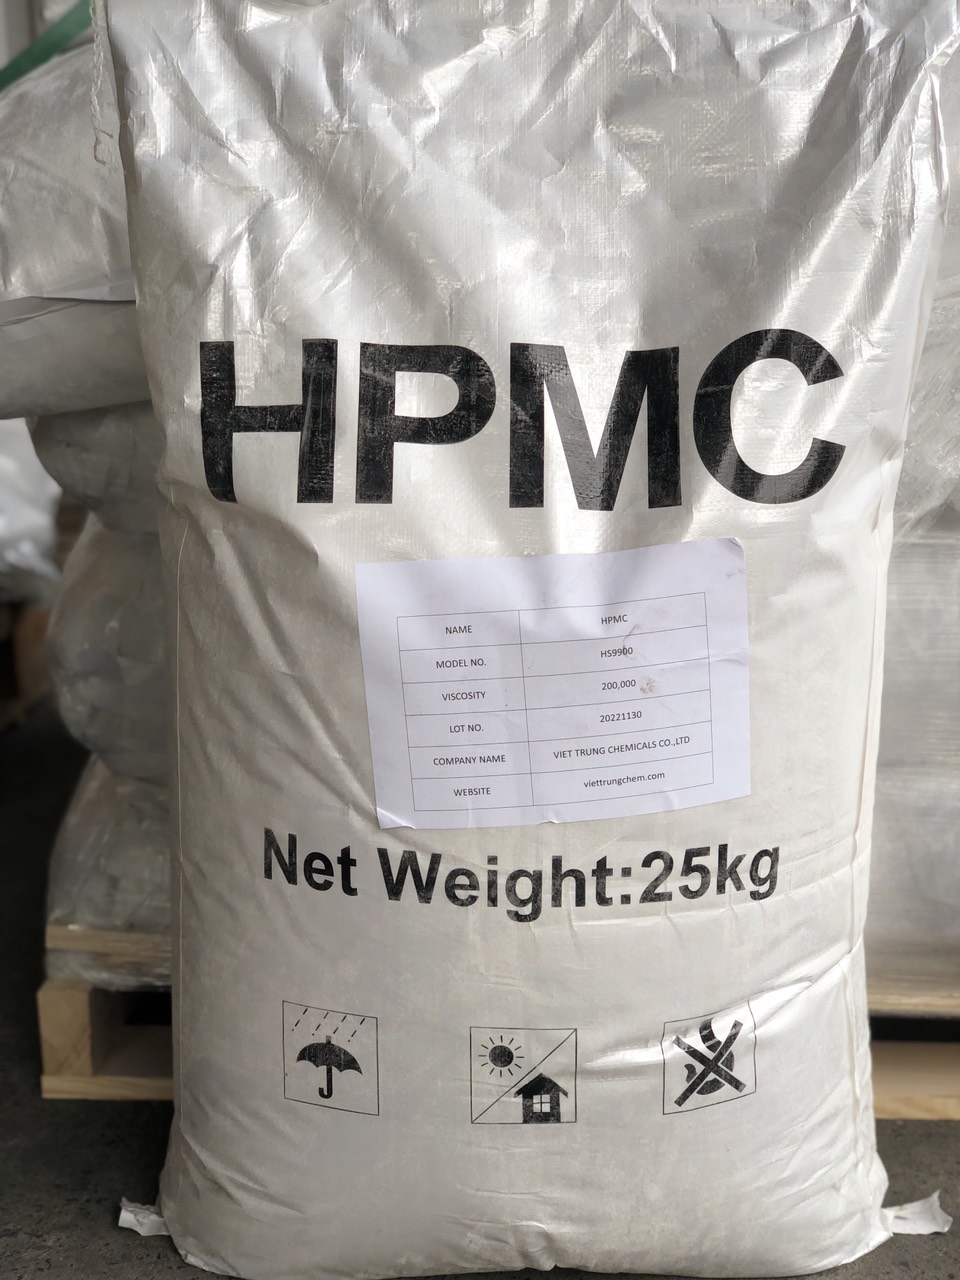 HPMC
NAME HPMC
MODEL NO. HS9900
VISCOSITY 200,000
LOT NO. 20221130
COMPANY NAME VIET TRUNG CHEMICALS CO.,LTD
WEBSITE viettrungchem.com
Net Weight:25kg